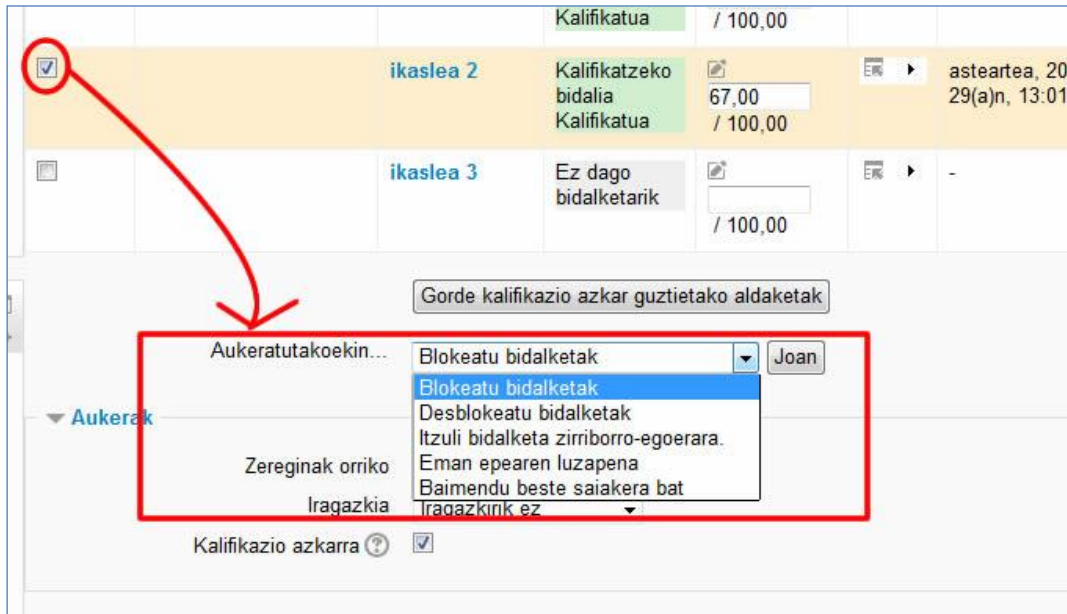 Kalifikatua
/ 100,00
ikaslea 2
Kalifikatzeko
bidalia
Kalifikatua
67,00
/ 100,00
asteartea, 20
29(a)n, 13:01
ikaslea 3
Ez dago
bidalketarik
/ 100,00
-
Gorde kalifikazio azkar guztietako aldaketak
Aukeratutakoekin...
Blokeatu bidalketak
Joan
Blokeatu bidalketak
Desblokeatu bidalketak
Itzuli bidalketa zirriborro-egoerara.
Eman epearen luzapena
Baimendu beste saiakera bat
Aukerak
Zereginak orriko
Iragazkia
Iragazkirik ez
Kalifikazio azkarra